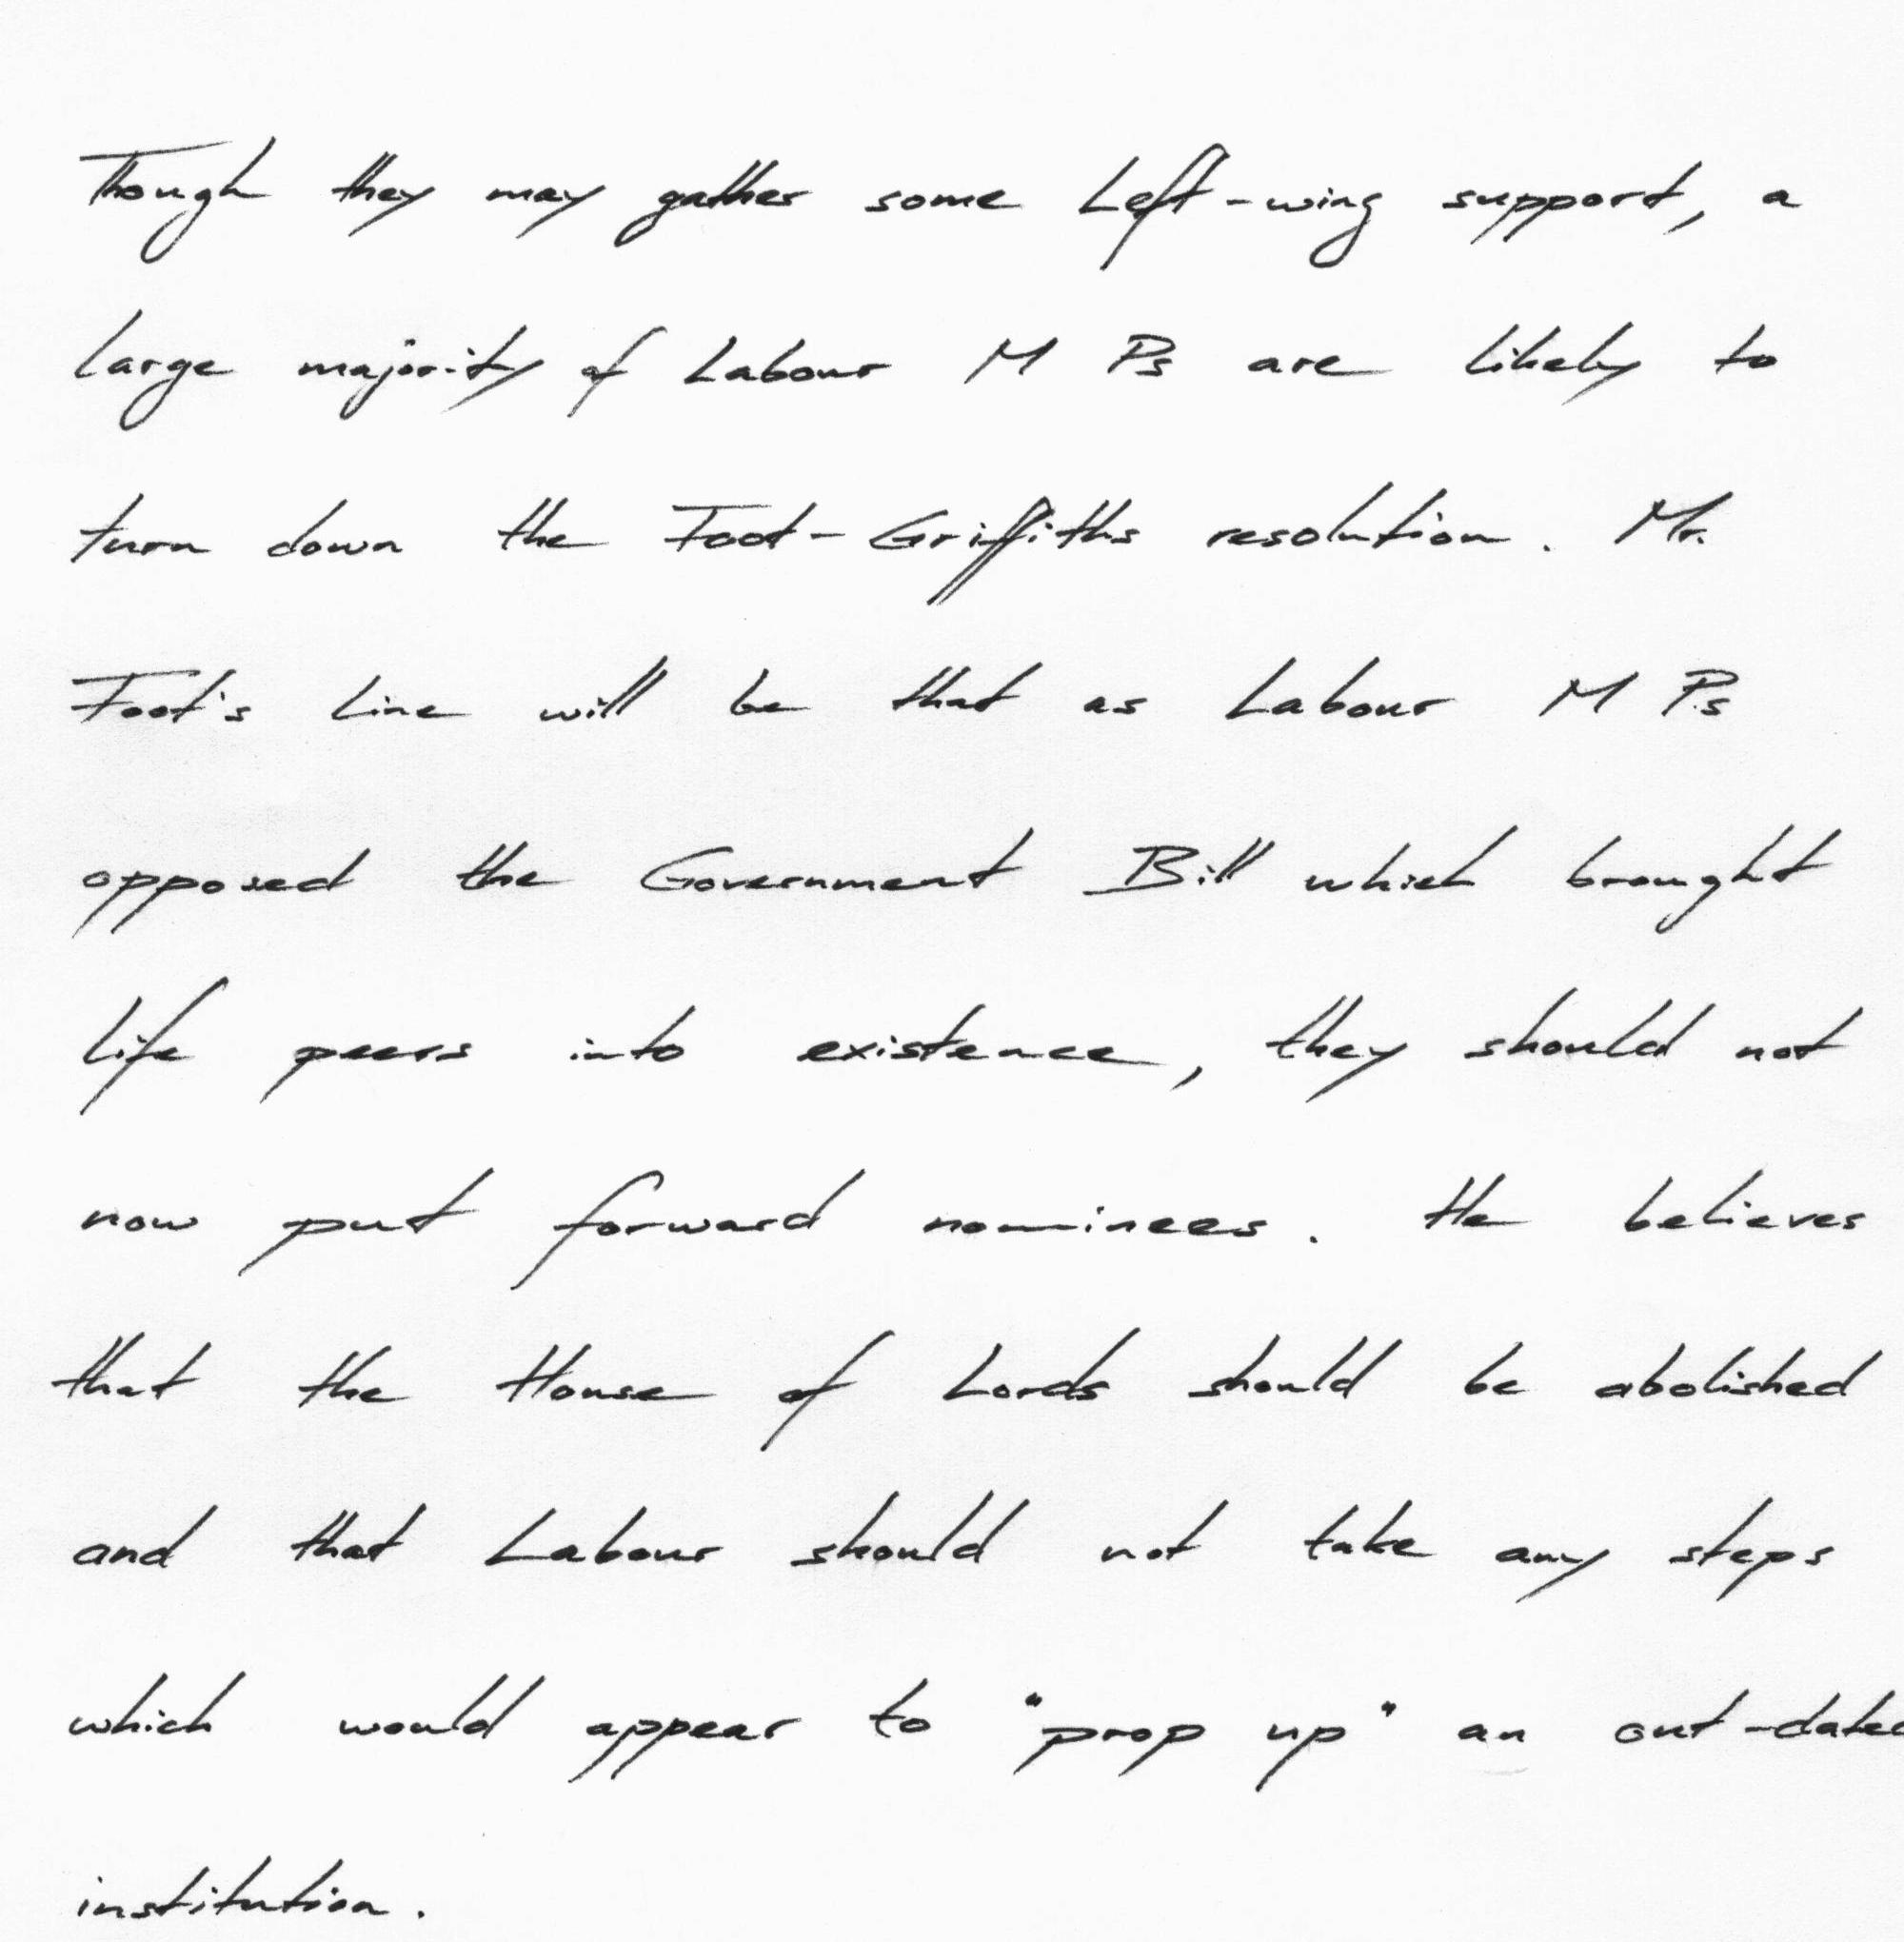 Though they may gather some Left-wing support, a
large majority of Labour M Ps are likely to
turn down the Foot-Griffiths resolution. Mr.
Foot's line will be that as Labour M Ps
opposed the Government Bill which brought
life peers into existence, they should not
now put forward nominees. He believes
that the House of Lords should be abolished
and that Labour should not take any steps
which would appear to "prop up" an out-dated
institution.